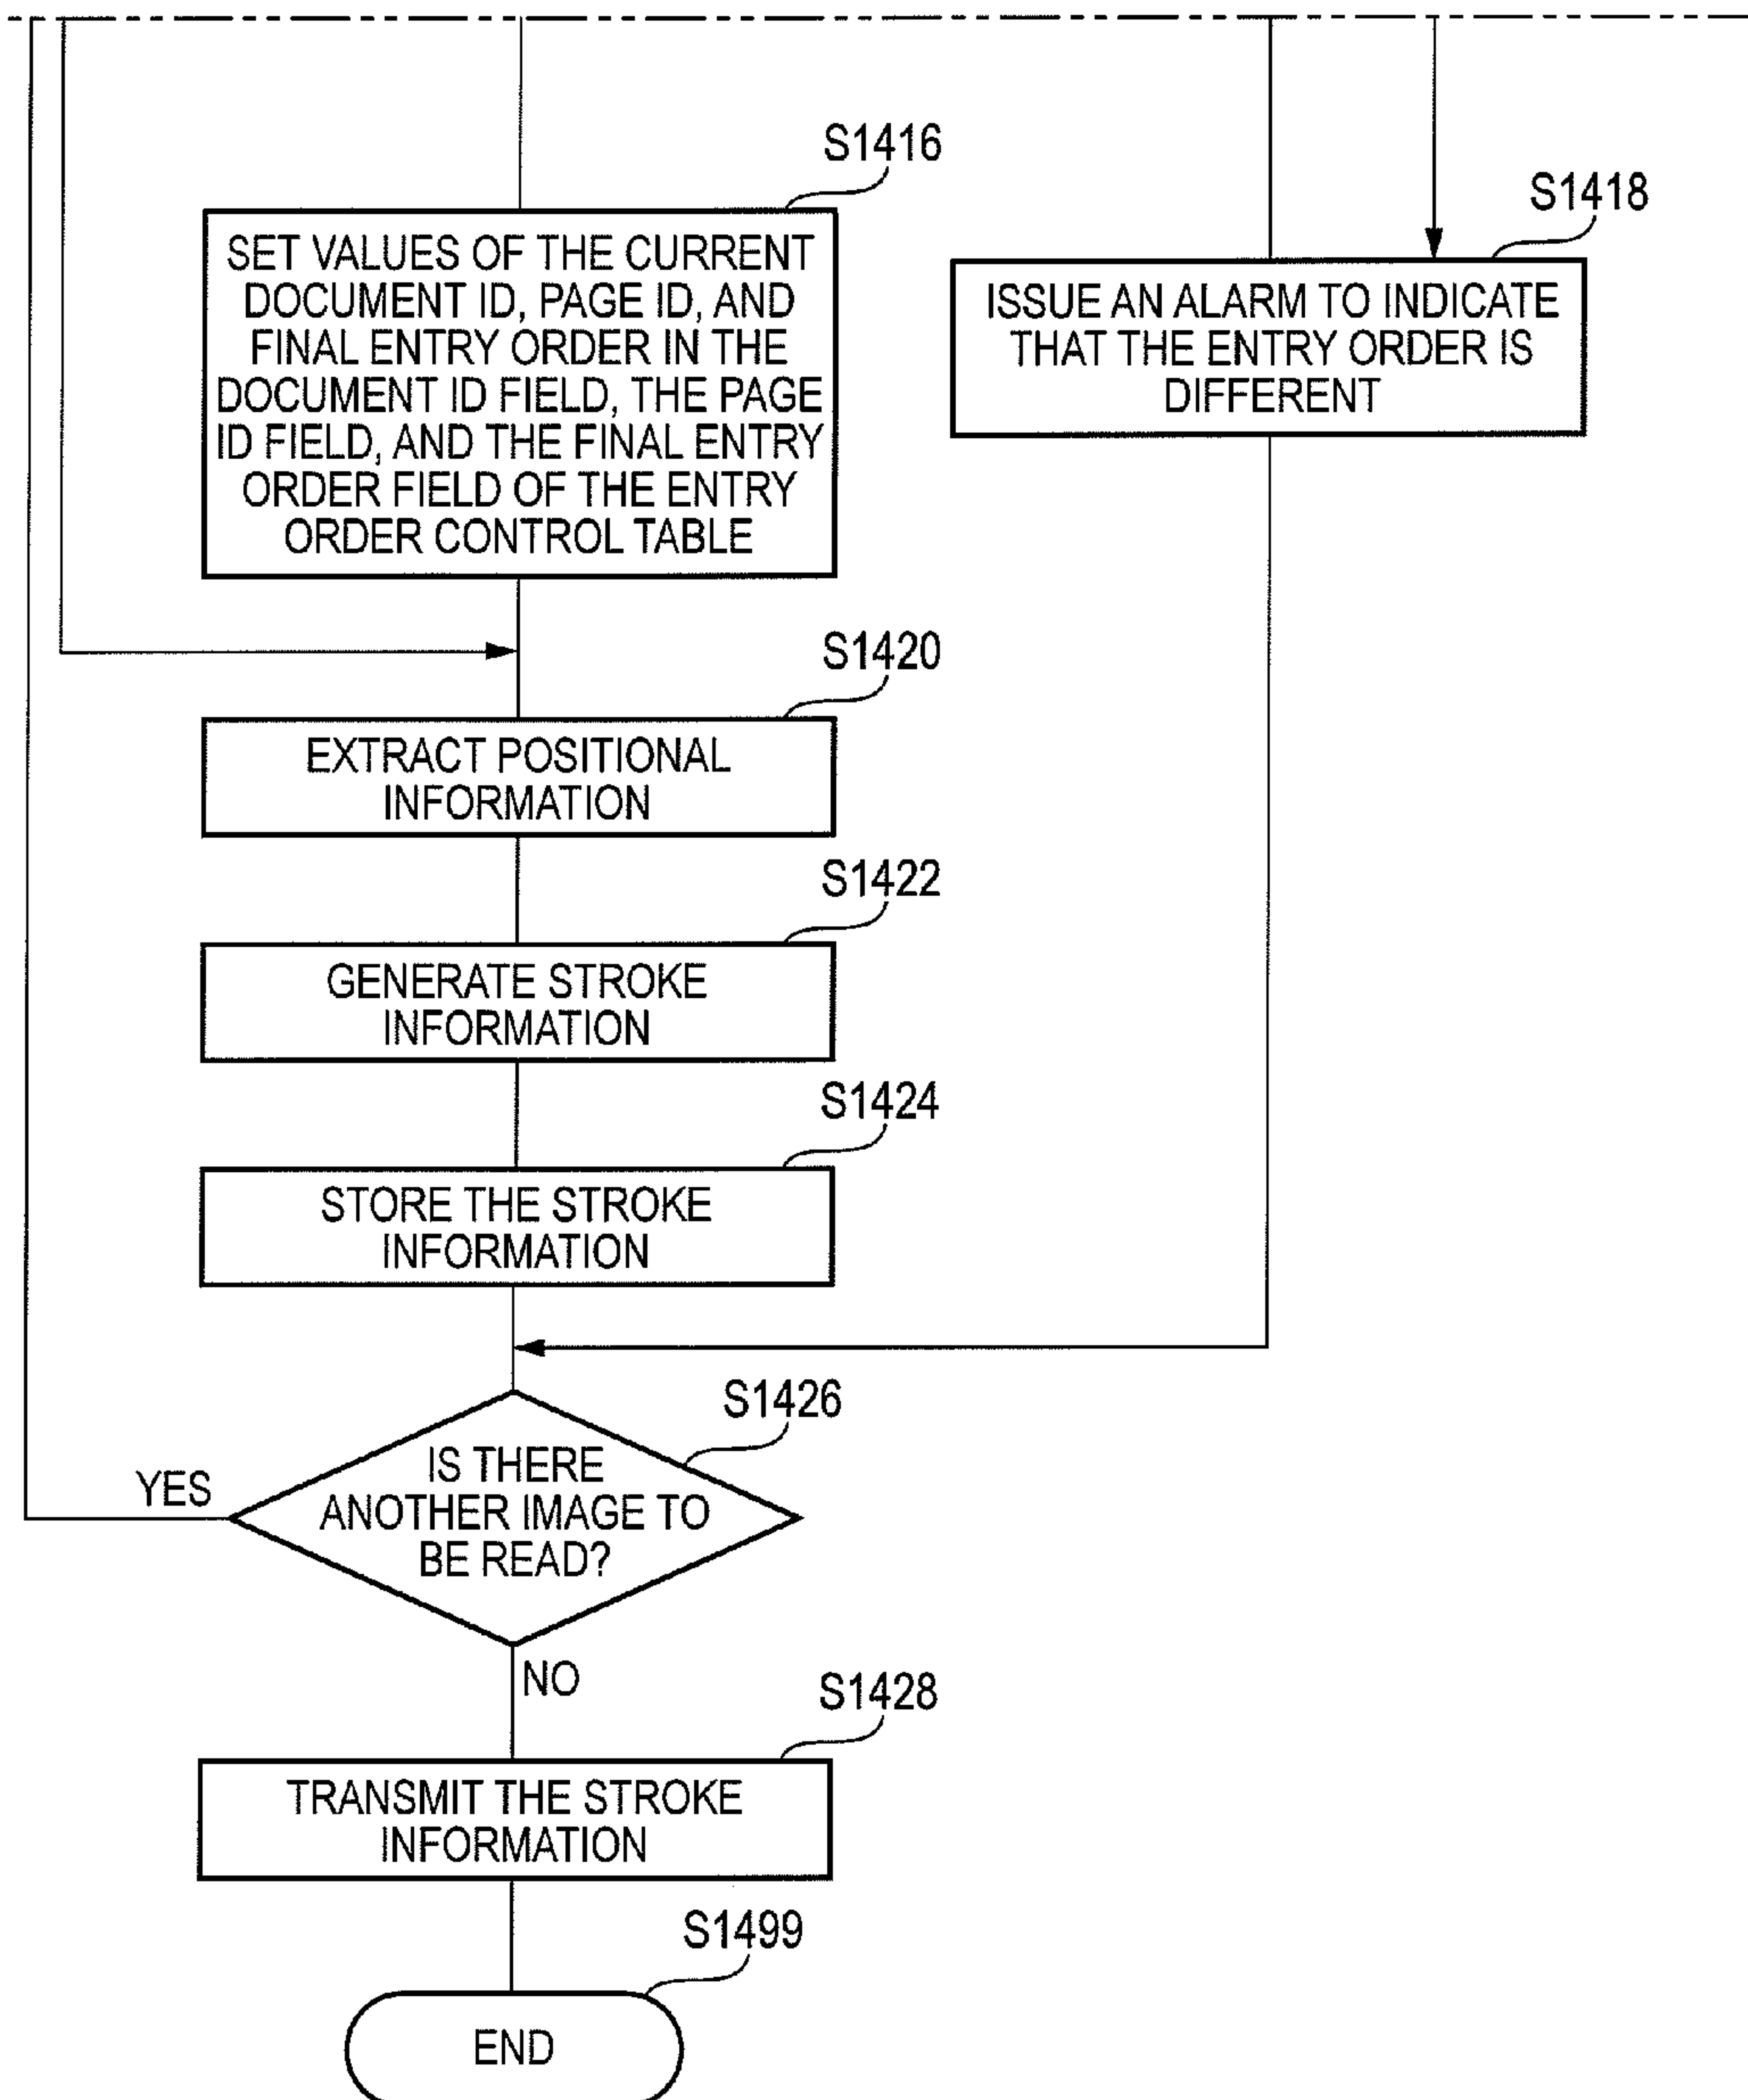 S1416
SET VALUES OF THE CURRENT
DOCUMENT ID, PAGE ID, AND
FINAL ENTRY ORDER IN THE
DOCUMENT ID FIELD, THE PAGE
ID FIELD, AND THE FINAL ENTRY
ORDER FIELD OF THE ENTRY
ORDER CONTROL TABLE
S1418
ISSUE AN ALARM TO INDICATE
THAT THE ENTRY ORDER IS
DIFFERENT
S1420
EXTRACT POSITIONAL
INFORMATION
S1422
GENERATE STROKE
INFORMATION
S1424
STORE THE STROKE
INFORMATION
S1426
IS THERE
ANOTHER IMAGE TO
BE READ?
YES
NO
S1428
TRANSMIT THE STROKE
INFORMATION
S1499
END